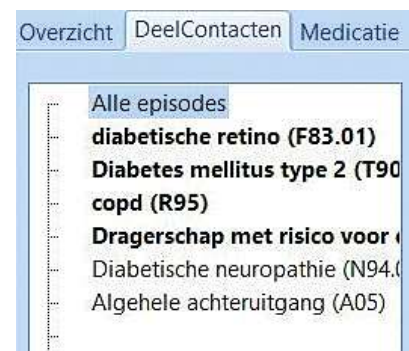 Overzicht DeelContacten Medicatie
Alle episodes
diabetische retino (F83.01)
Diabetes mellitus type 2 (T90
copd (R95)
Dragerschap met risico voor
Diabetische neuropathie (N94.0
Algehele achteruitgang (A05)